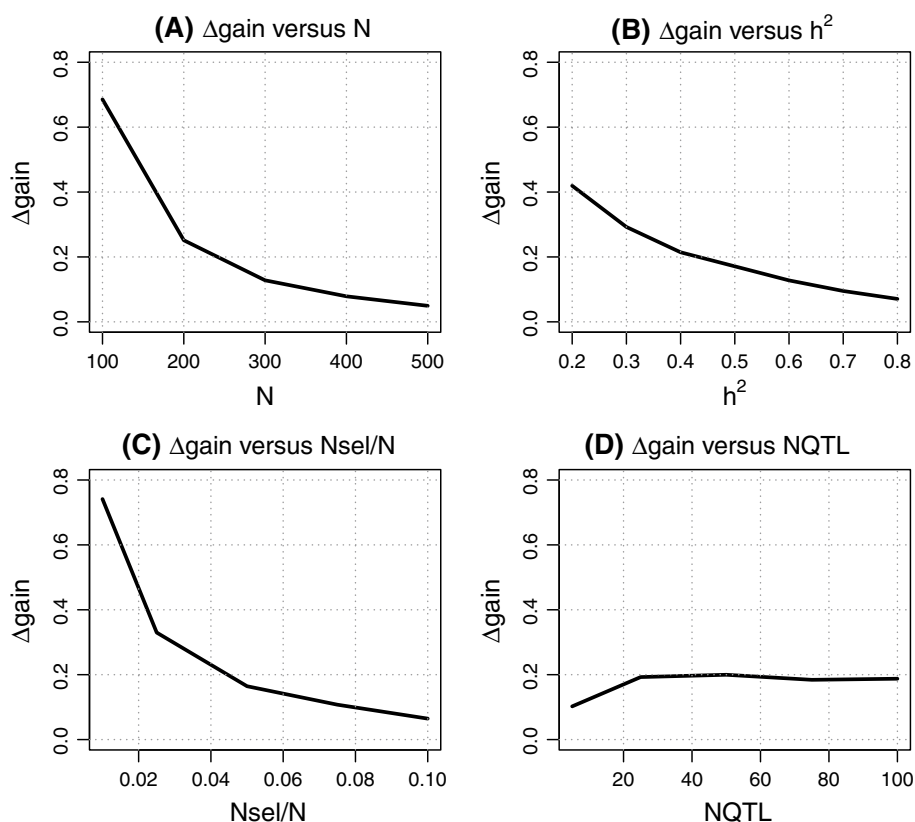 (A) Δgain versus N
Δgain
0.0 0.2 0.4 0.6 0.8
100 200 300 400 500
N
(B) Δgain versus h²
Δgain
0.0 0.2 0.4 0.6 0.8
0.2 0.3 0.4 0.5 0.6 0.7 0.8
h²
(C) Δgain versus Nsel/N
Δgain
0.0 0.2 0.4 0.6 0.8
0.02 0.04 0.06 0.08 0.10
Nsel/N
(D) Δgain versus NQTL
Δgain
0.0 0.2 0.4 0.6 0.8
20 40 60 80 100
NQTL